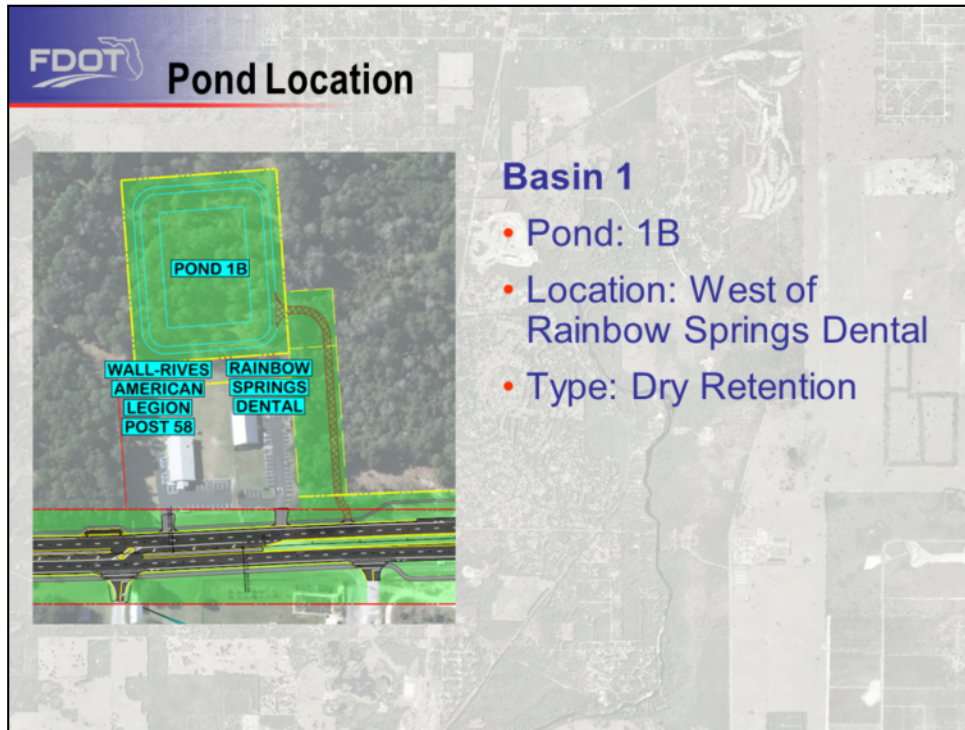 FDOT
Pond Location
POND 1B
WALL-RIVES
AMERICAN
LEGION
POST 58
RAINBOW
SPRINGS
DENTAL
Basin 1
• Pond: 1B
• Location: West of
Rainbow Springs Dental
• Type: Dry Retention